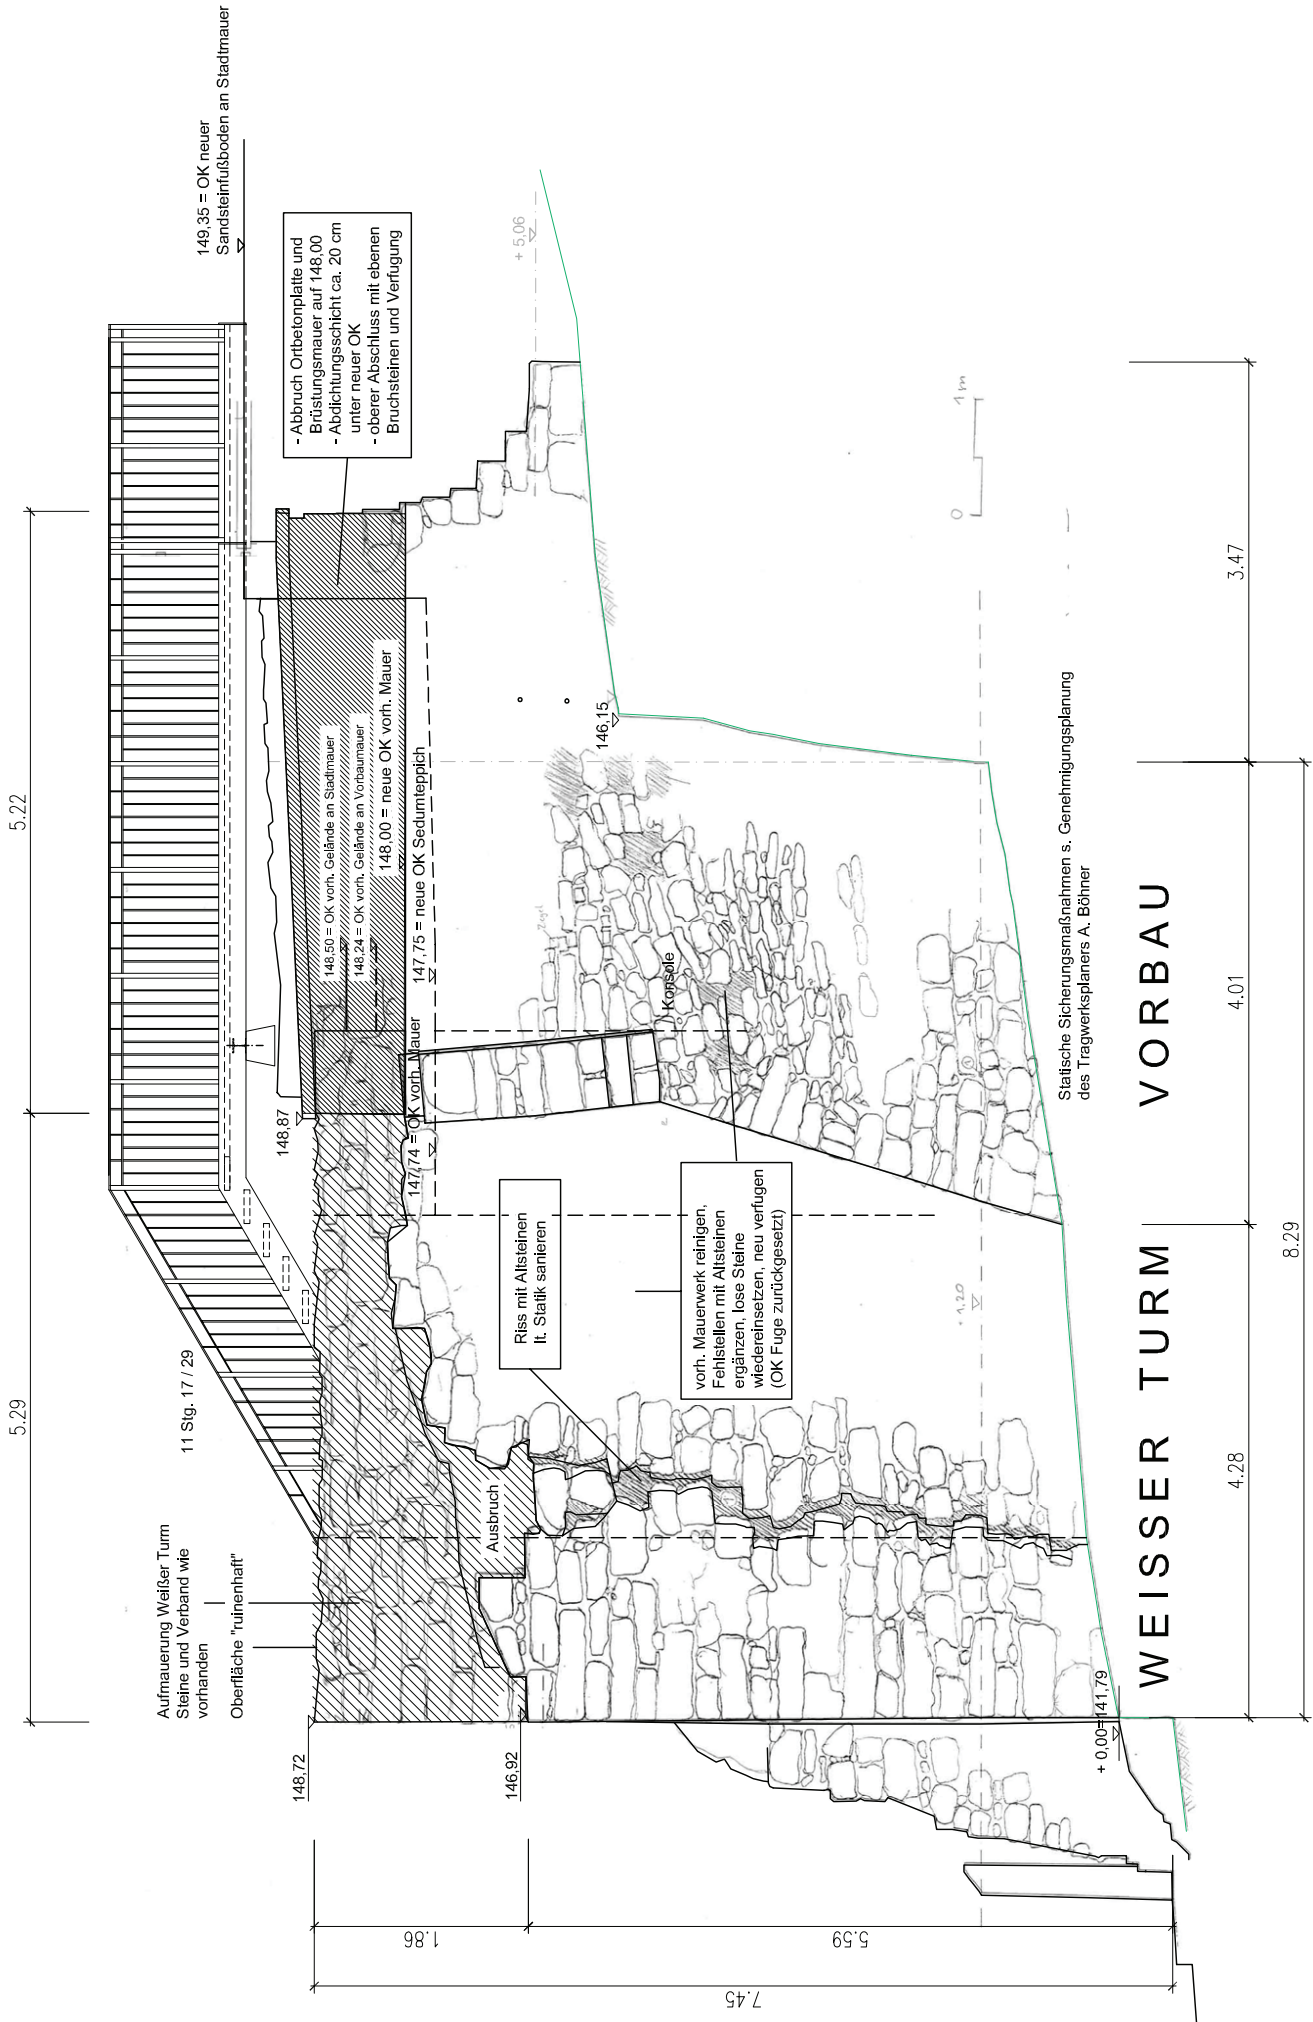 5.29
5.22
149,35 = OK neuer
Sandsteinfußboden an Stadtmauer
- Abbruch Ortbetonplatte und
Brüstungsmauer auf 148,00
- Abdichtungsschicht ca. 20 cm
unter neuer OK
- oberer Abschluss mit ebenen
Bruchsteinen und Verfugung
11 Stg. 17 / 29
Aufmauerung Weißer Turm
Steine und Verband wie
vorhanden
Oberfläche "ruinenhaft"
148,87
148,50 = OK vorh. Gelände an Stadtmauer
148,24 = OK vorh. Gelände an Vorbaumauer
148,00 = neue OK vorh. Mauer
147,74 = OK vorh. Mauer
147,75 = neue OK Sedumteppich
148,72
146,92
Ausbruch
+ 5,06
Riss mit Altsteinen
lt. Statik sanieren
146,15
Konsole
vorh. Mauerwerk reinigen,
Fehlstellen mit Altsteinen
ergänzen, lose Steine
wiedereinsetzen, neu verfugen
(OK Fuge zurückgesetzt)
0
1 m
+ 1.20
Statische Sicherungsmaßnahmen s. Genehmigungsplanung
des Tragwerksplaners A. Böhner
+ 0,00=141,79
WEISSER TURM
VORBAU
1.86
5.59
7.45
4.28
4.01
3.47
8.29